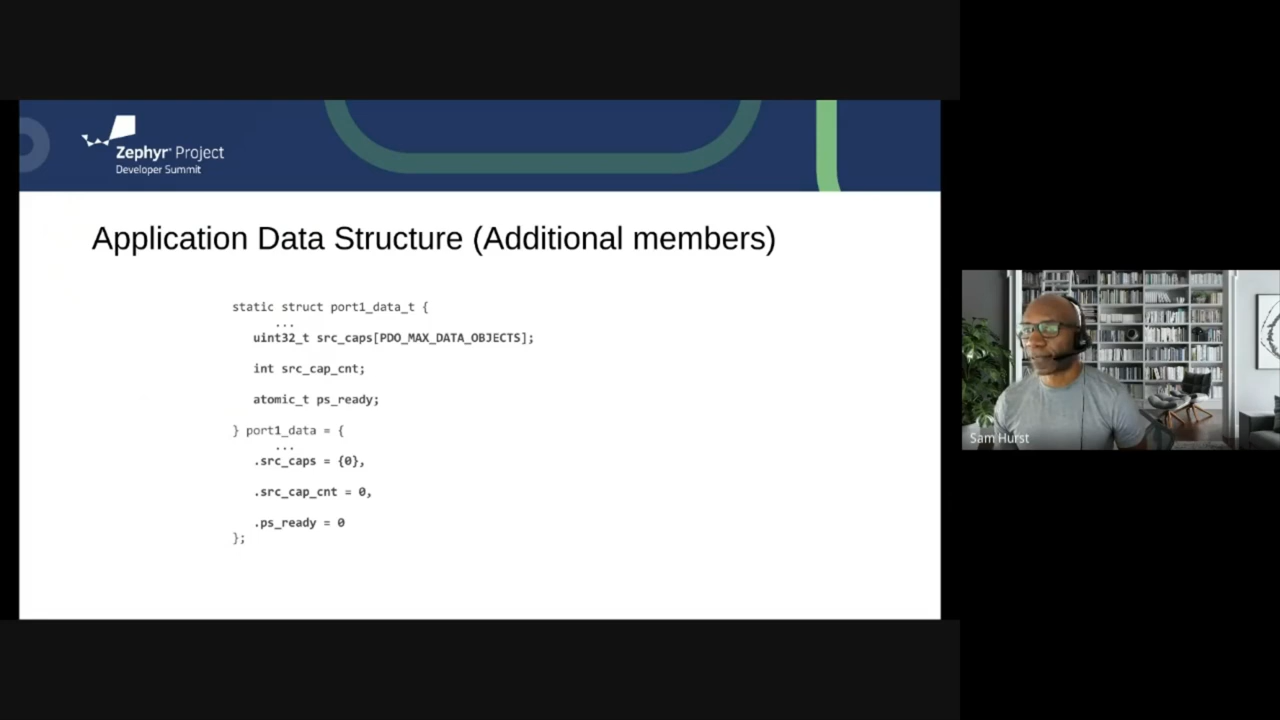 Zephyr® Project
Developer Summit
Application Data Structure (Additional members)
static struct port1_data_t {
...
uint32_t src_caps[PDO_MAX_DATA_OBJECTS];
int src_cap_cnt;
atomic_t ps_ready;
} port1_data = {
...
.src_caps = {0},
.src_cap_cnt = 0,
.ps_ready = 0
};
Sam Hurst